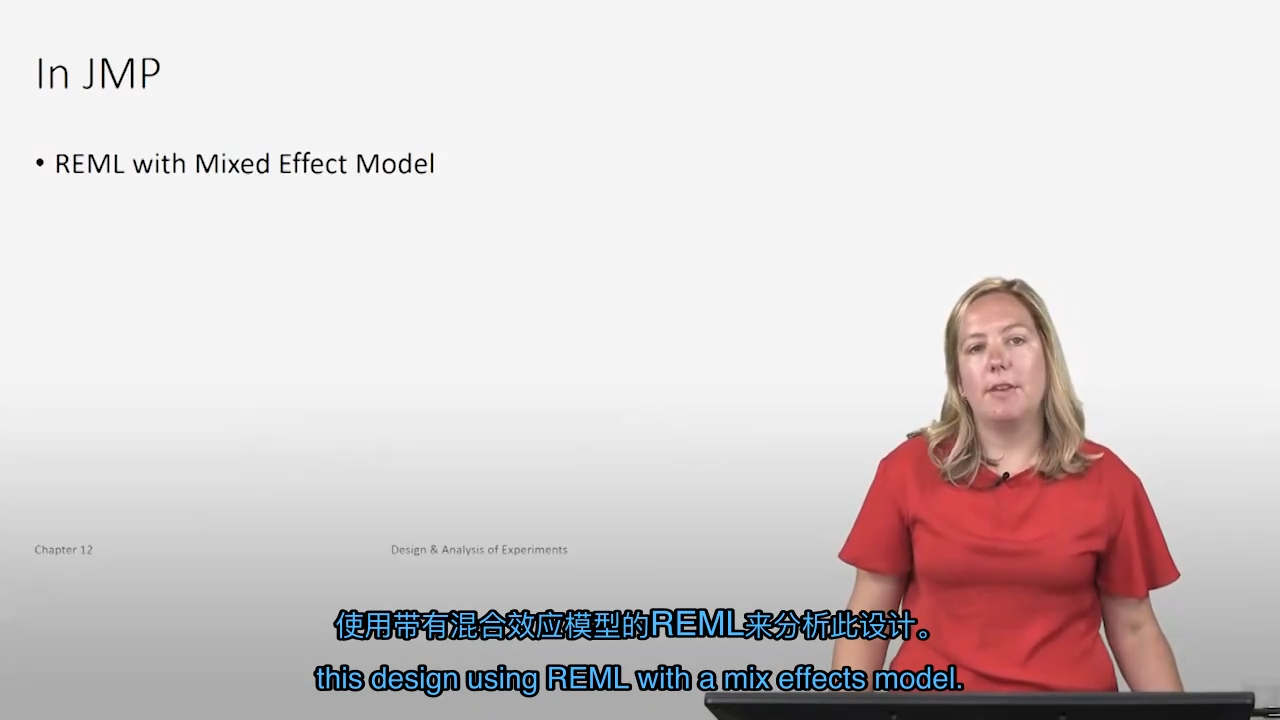 In JMP
• REML with Mixed Effect Model
Chapter 12
Design & Analysis of Experiments
使用带有混合效应模型的REML来分析此设计。
this design using REML with a mix effects model.